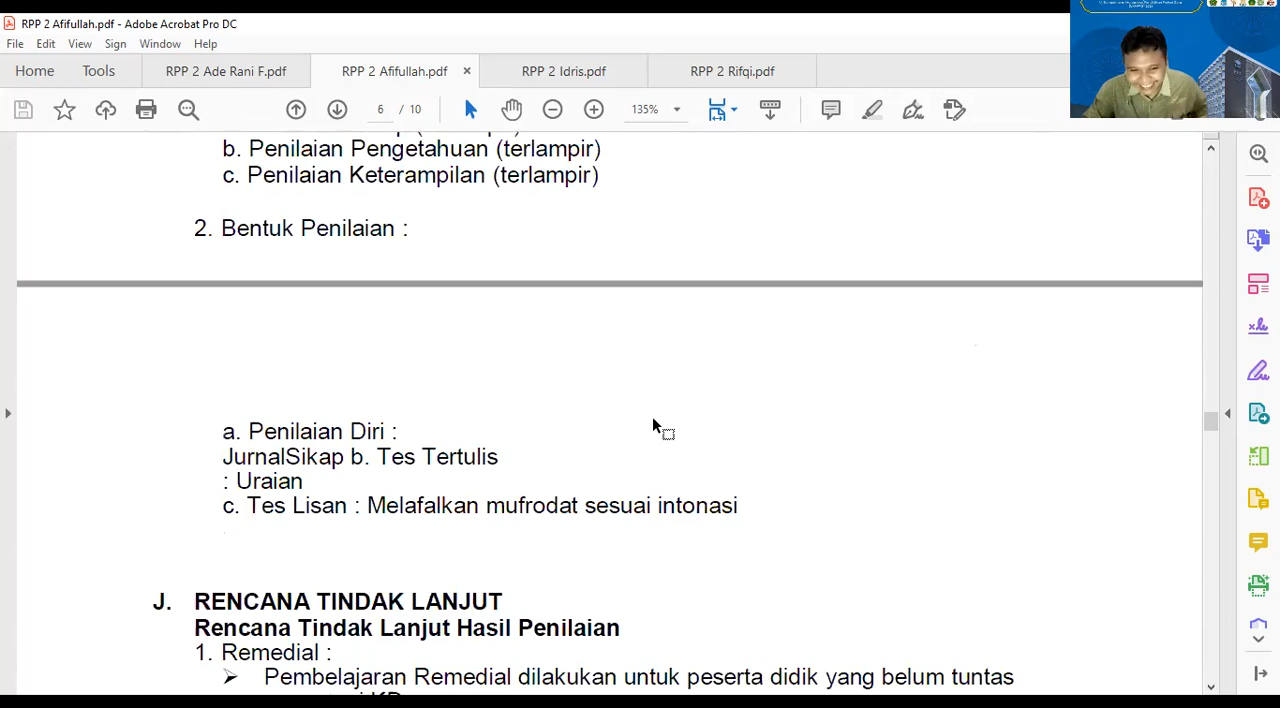 RPP 2 Afifullah.pdf - Adobe Acrobat Pro DC
File Edit View Sign Window Help
Home Tools RPP 2 Ade Rani F.pdf RPP 2 Afifullah.pdf × RPP 2 Idris.pdf RPP 2 Rifqi.pdf
6 / 10 135%
b. Penilaian Pengetahuan (terlampir)
c. Penilaian Keterampilan (terlampir)
2. Bentuk Penilaian :
a. Penilaian Diri :
JurnalSikap b. Tes Tertulis
: Uraian
c. Tes Lisan : Melafalkan mufrodat sesuai intonasi
J. RENCANA TINDAK LANJUT
Rencana Tindak Lanjut Hasil Penilaian
1. Remedial :
➢ Pembelajaran Remedial dilakukan untuk peserta didik yang belum tuntas